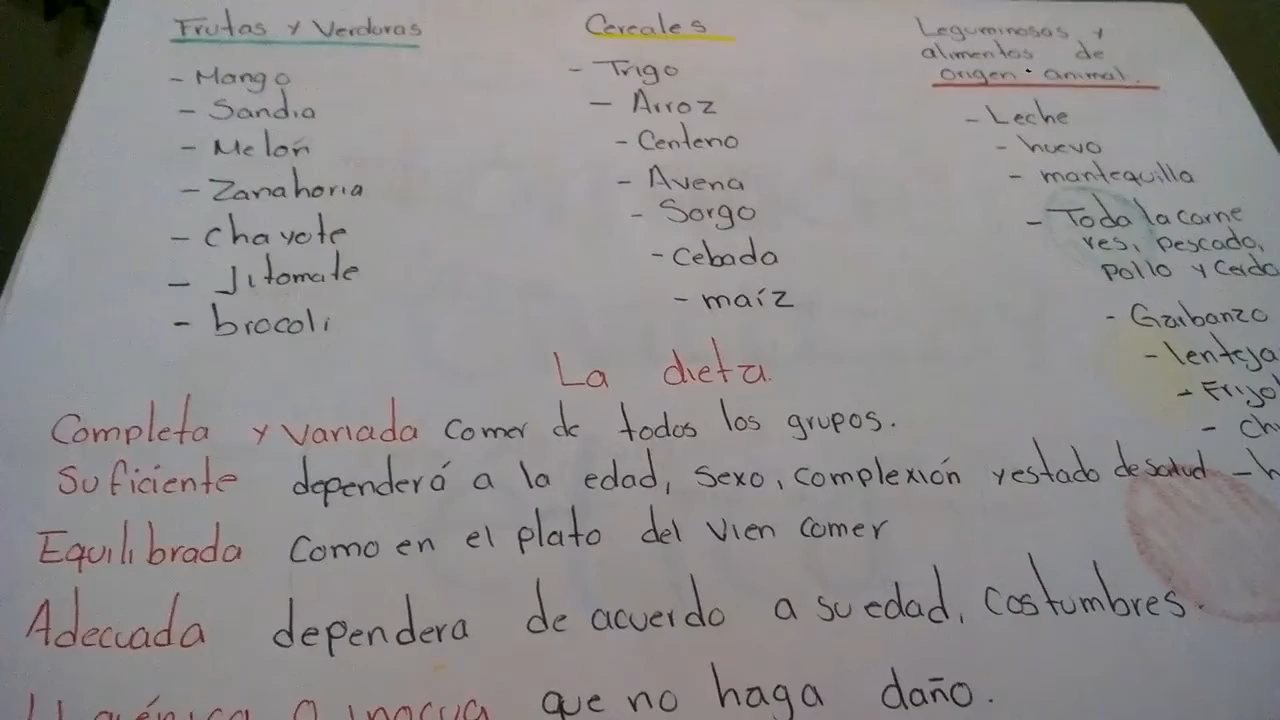 Frutas y Verduras
- Mango
- Sandia
- Melón
- Zanahoria
- Chayote
- Jitomate
- brocoli
Cereales
- Trigo
- Arroz
- Centeno
- Avena
- Sorgo
- Cebada
- maíz
Leguminosas y
alimentos de
origen animal.
- Leche
- huevo
- mantequilla
- Toda la carne
res, pescado,
pollo y Cerdo
- Garbanzo
- lenteja
- Frijol
La dieta.
Completa y variada comer de todos los grupos.
Suficiente dependerá a la edad, sexo, complexión y estado de salud
Equilibrada Como en el plato del vien comer
Adecuada dependera de acuerdo a su edad, costumbres.
o inocua que no haga daño.